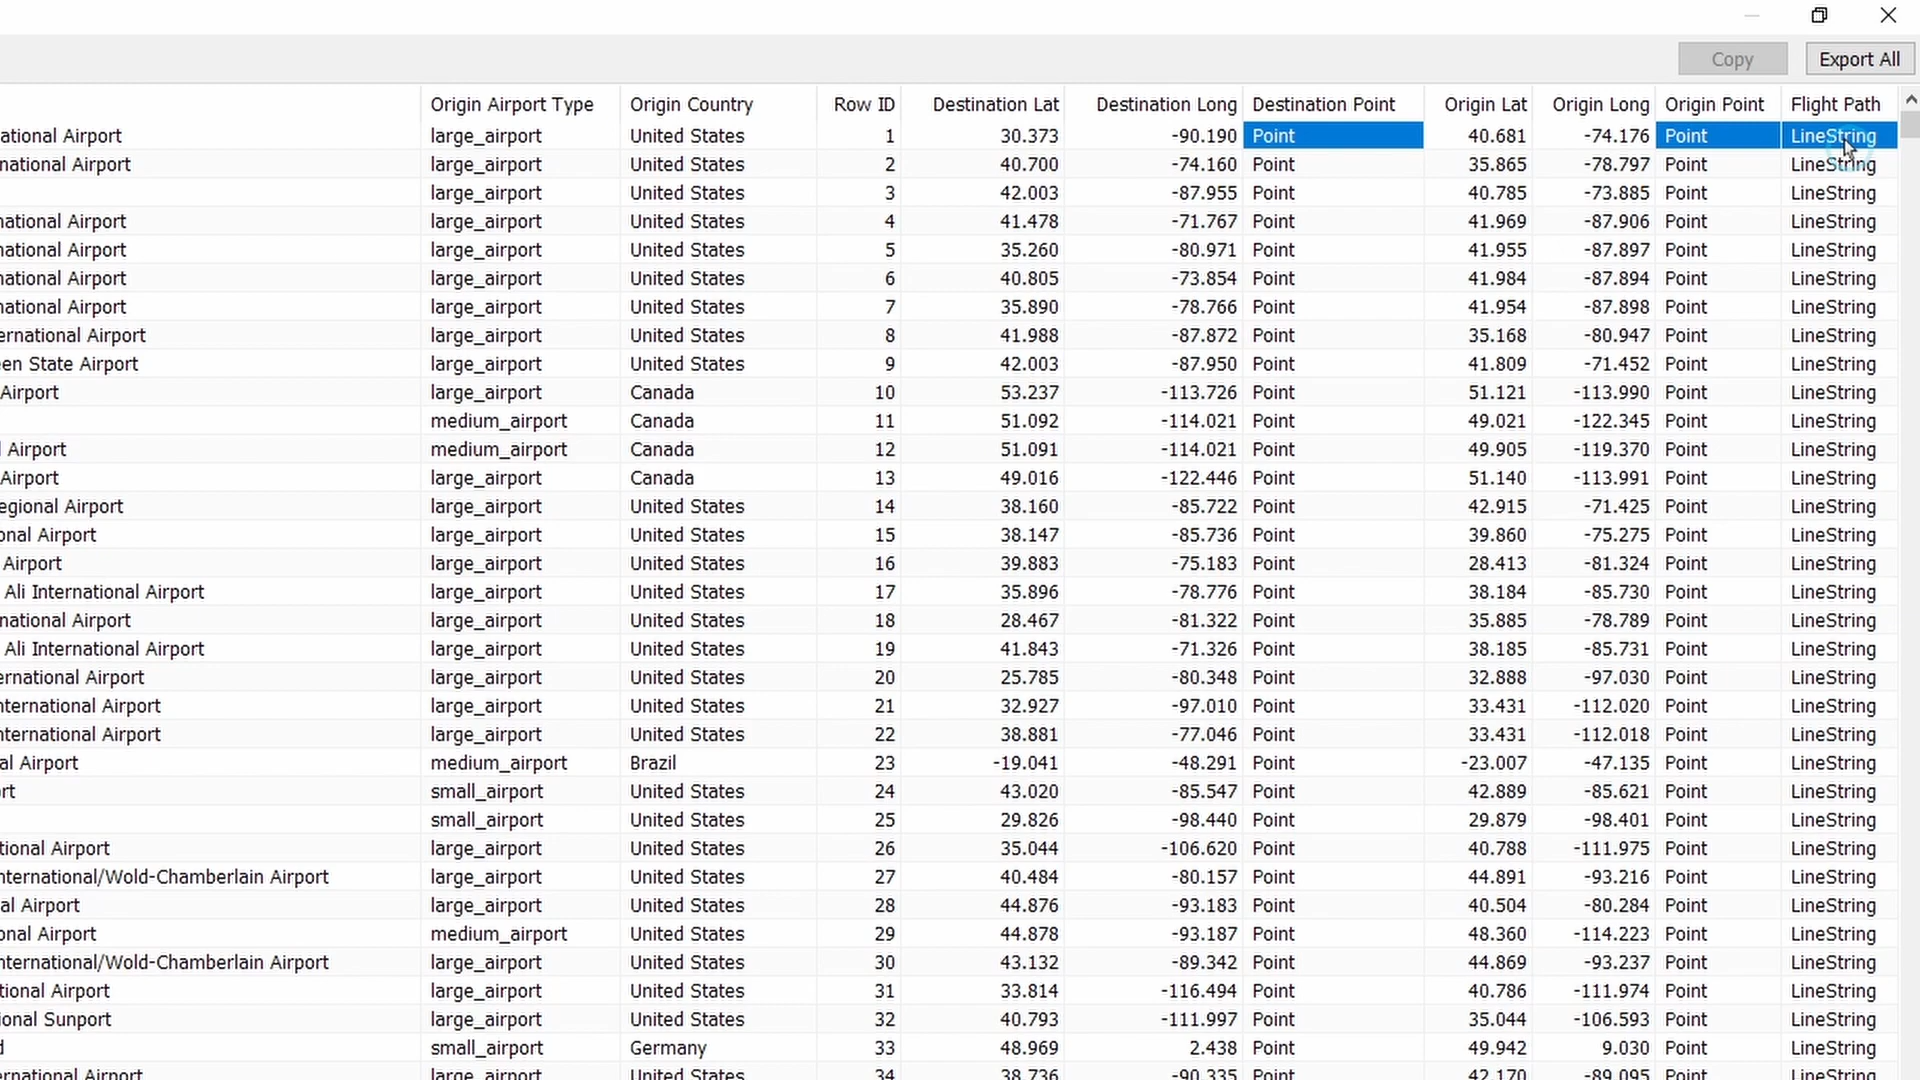 Copy Export All
Origin Airport Type Origin Country Row ID Destination Lat Destination Long Destination Point Origin Lat Origin Long Origin Point Flight Path
ational Airport large_airport United States 1 30.373 -90.190 Point 40.681 -74.176 Point LineString
national Airport large_airport United States 2 40.700 -74.160 Point 35.865 -78.797 Point LineString
large_airport United States 3 42.003 -87.955 Point 40.785 -73.885 Point LineString
national Airport large_airport United States 4 41.478 -71.767 Point 41.969 -87.906 Point LineString
national Airport large_airport United States 5 35.260 -80.971 Point 41.955 -87.897 Point LineString
national Airport large_airport United States 6 40.805 -73.854 Point 41.984 -87.894 Point LineString
national Airport large_airport United States 7 35.890 -78.766 Point 41.954 -87.898 Point LineString
ernational Airport large_airport United States 8 41.988 -87.872 Point 35.168 -80.947 Point LineString
een State Airport large_airport United States 9 42.003 -87.950 Point 41.809 -71.452 Point LineString
Airport large_airport Canada 10 53.237 -113.726 Point 51.121 -113.990 Point LineString
medium_airport Canada 11 51.092 -114.021 Point 49.021 -122.345 Point LineString
l Airport medium_airport Canada 12 51.091 -114.021 Point 49.905 -119.370 Point LineString
Airport large_airport Canada 13 49.016 -122.446 Point 51.140 -113.991 Point LineString
egional Airport large_airport United States 14 38.160 -85.722 Point 42.915 -71.425 Point LineString
onal Airport large_airport United States 15 38.147 -85.736 Point 39.860 -75.275 Point LineString
Airport large_airport United States 16 39.883 -75.183 Point 28.413 -81.324 Point LineString
Ali International Airport large_airport United States 17 35.896 -78.776 Point 38.184 -85.730 Point LineString
national Airport large_airport United States 18 28.467 -81.322 Point 35.885 -78.789 Point LineString
Ali International Airport large_airport United States 19 41.843 -71.326 Point 38.185 -85.731 Point LineString
ernational Airport large_airport United States 20 25.785 -80.348 Point 32.888 -97.030 Point LineString
nternational Airport large_airport United States 21 32.927 -97.010 Point 33.431 -112.020 Point LineString
nternational Airport large_airport United States 22 38.881 -77.046 Point 33.431 -112.018 Point LineString
al Airport medium_airport Brazil 23 -19.041 -48.291 Point -23.007 -47.135 Point LineString
rt small_airport United States 24 43.020 -85.547 Point 42.889 -85.621 Point LineString
small_airport United States 25 29.826 -98.440 Point 29.879 -98.401 Point LineString
tional Airport large_airport United States 26 35.044 -106.620 Point 40.788 -111.975 Point LineString
nternational/Wold-Chamberlain Airport large_airport United States 27 40.484 -80.157 Point 44.891 -93.216 Point LineString
al Airport large_airport United States 28 44.876 -93.183 Point 40.504 -80.284 Point LineString
onal Airport medium_airport United States 29 44.878 -93.187 Point 48.360 -114.223 Point LineString
nternational/Wold-Chamberlain Airport large_airport United States 30 43.132 -89.342 Point 44.869 -93.237 Point LineString
tional Airport large_airport United States 31 33.814 -116.494 Point 40.786 -111.974 Point LineString
ional Sunport large_airport United States 32 40.793 -111.997 Point 35.044 -106.593 Point LineString
d small_airport Germany 33 48.969 2.438 Point 49.942 9.030 Point LineString
ernational Airport large_airport United States 34 38.736 -90.335 Point 42.170 -89.095 Point LineString